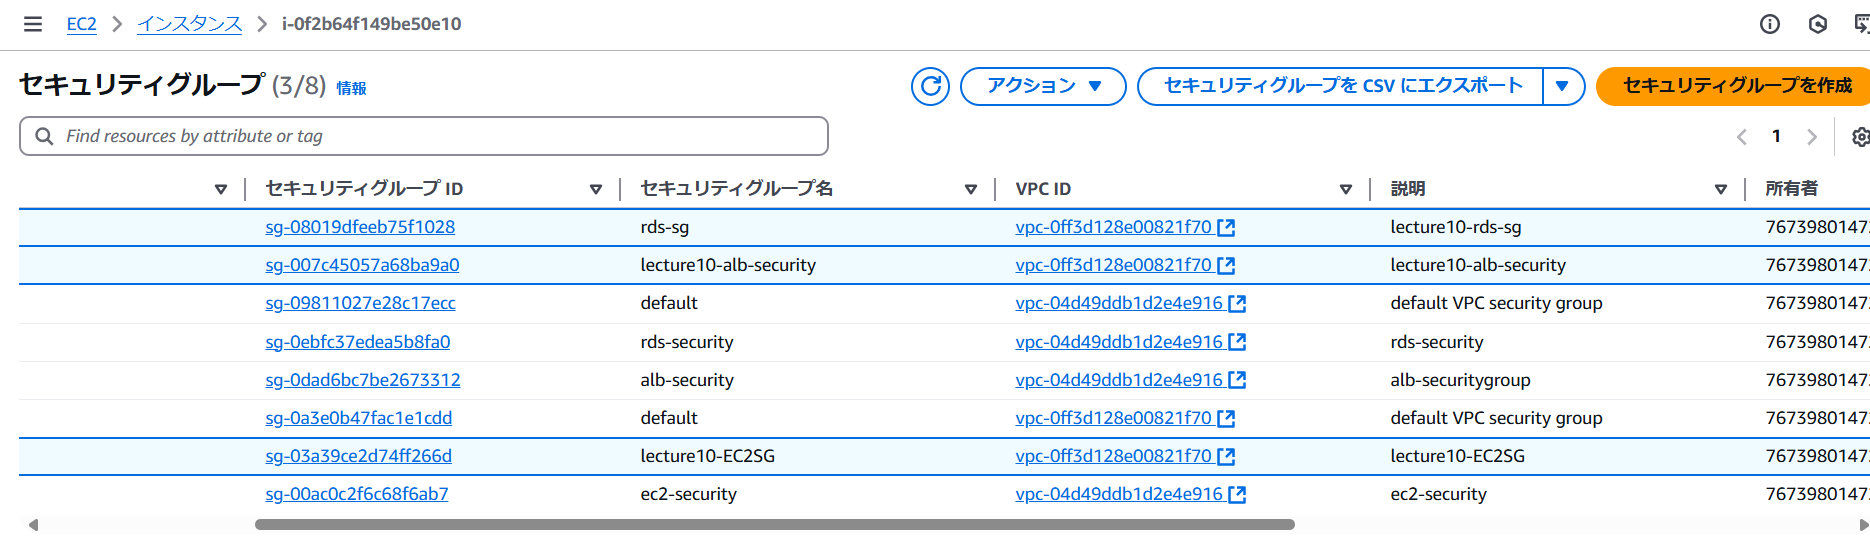 EC2 > インスタンス > i-0f2b64f149be50e10
セキュリティグループ (3/8) 情報
アクション
セキュリティグループを CSV にエクスポート
セキュリティグループを作成
Find resources by attribute or tag
1
セキュリティグループ ID セキュリティグループ名 VPC ID 説明 所有者
sg-08019dfeeb75f1028 rds-sg vpc-0ff3d128e00821f70 lecture10-rds-sg 76739801473
sg-007c45057a68ba9a0 lecture10-alb-security vpc-0ff3d128e00821f70 lecture10-alb-security 76739801473
sg-09811027e28c17ecc default vpc-04d49ddb1d2e4e916 default VPC security group 76739801473
sg-0ebfc37edea5b8fa0 rds-security vpc-04d49ddb1d2e4e916 rds-security 76739801473
sg-0dad6bc7be2673312 alb-security vpc-04d49ddb1d2e4e916 alb-securitygroup 76739801473
sg-0a3e0b47fac1e1cdd default vpc-0ff3d128e00821f70 default VPC security group 76739801473
sg-03a39ce2d74ff266d lecture10-EC2SG vpc-0ff3d128e00821f70 lecture10-EC2SG 76739801473
sg-00ac0c2f6c68f6ab7 ec2-security vpc-04d49ddb1d2e4e916 ec2-security 76739801473